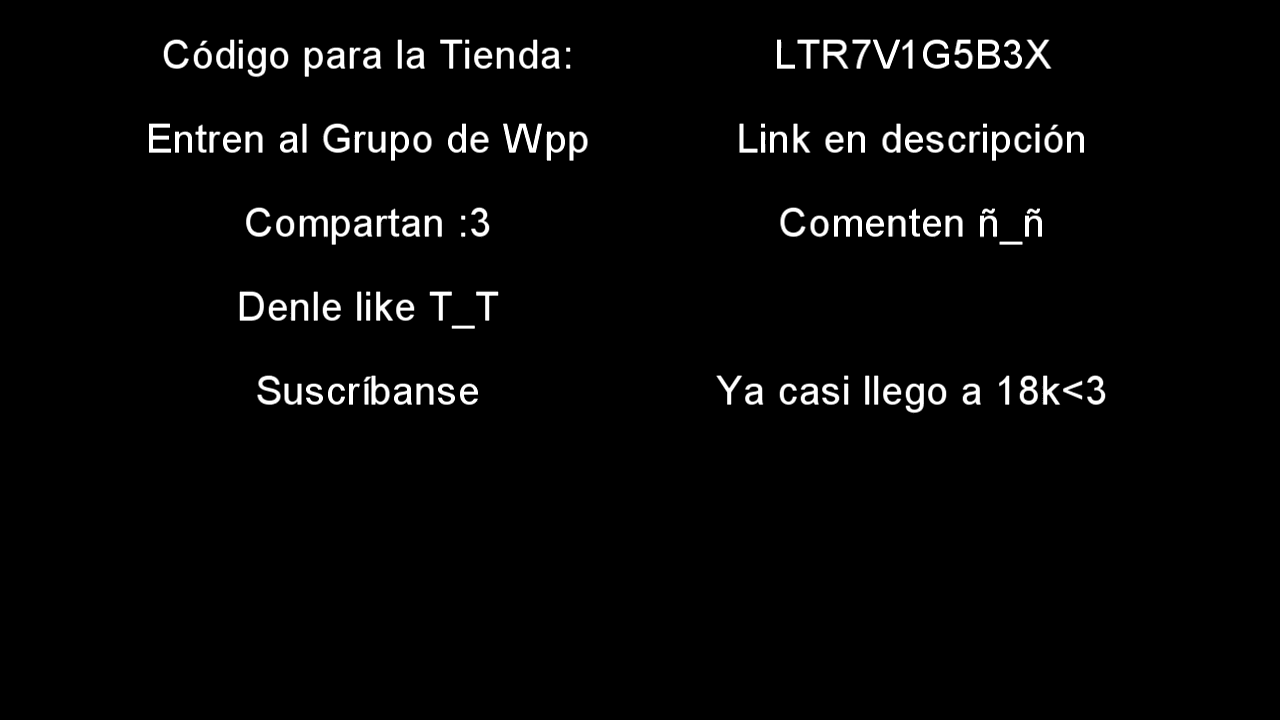 Código para la Tienda: LTR7V1G5B3X
Entren al Grupo de Wpp Link en descripción
Compartan :3 Comenten ñ_ñ
Denle like T_T
Suscríbanse Ya casi llego a 18k<3